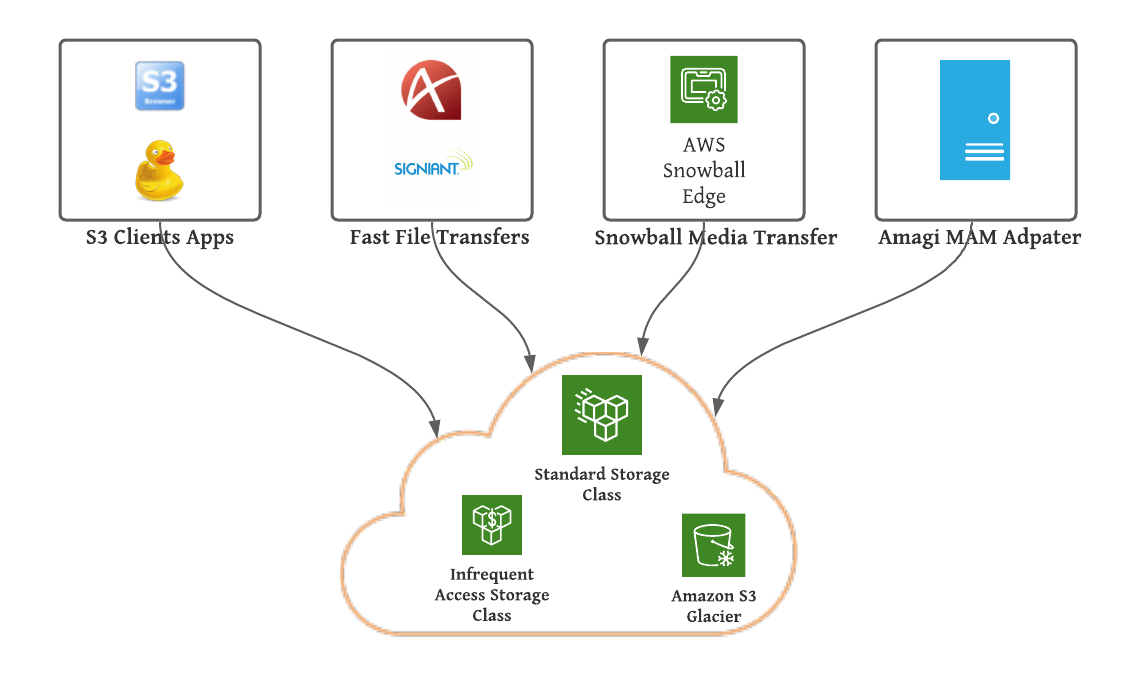 S3
Browser
SIGNIANT
AWS
Snowball
Edge
S3 Clients Apps
Fast File Transfers
Snowball Media Transfer
Amagi MAM Adpater
Standard Storage
Class
$
Infrequent
Access Storage
Class
Amazon S3
Glacier